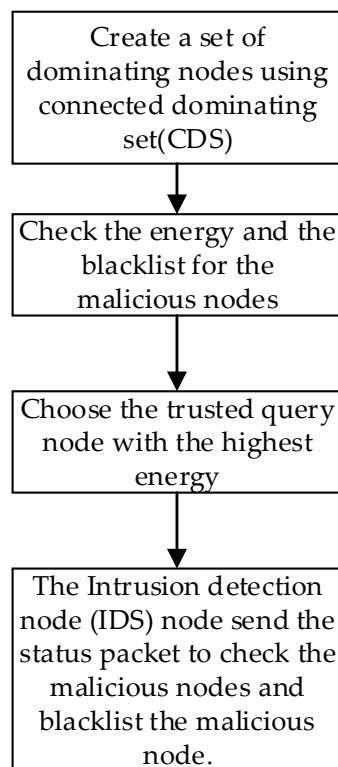 Create a set of
dominating nodes using
connected dominating
set(CDS)
Check the energy and the
blacklist for the
malicious nodes
Choose the trusted query
node with the highest
energy
The Intrusion detection
node (IDS) node send the
status packet to check the
malicious nodes and
blacklist the malicious
node.